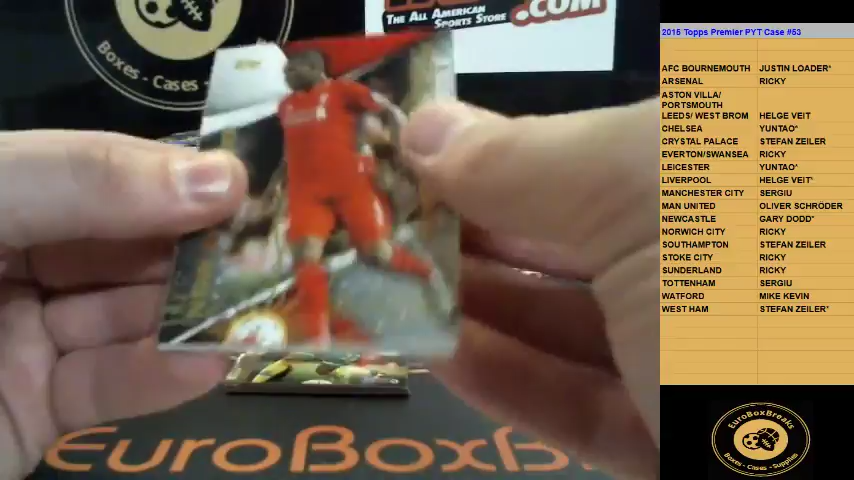 Boxes - Cases -
THE ALL AMERICAN
SPORTS STORE
.COM
EuroBoxB
2015 Topps Premier PYT Case #53
AFC BOURNEMOUTH JUSTIN LOADER*
ARSENAL RICKY
ASTON VILLA/
PORTSMOUTH
LEEDS/ WEST BROM HELGE VEIT
CHELSEA YUNTAO*
CRYSTAL PALACE STEFAN ZEILER
EVERTON/SWANSEA RICKY
LEICESTER YUNTAO*
LIVERPOOL HELGE VEIT*
MANCHESTER CITY SERGIU
MAN UNITED OLIVER SCHRÖDER
NEWCASTLE GARY DODD*
NORWICH CITY RICKY
SOUTHAMPTON STEFAN ZEILER
STOKE CITY RICKY
SUNDERLAND RICKY
TOTTENHAM SERGIU
WATFORD MIKE KEVIN
WEST HAM STEFAN ZEILER*
EuroBoxBreaks
Boxes - Cases - Supplies